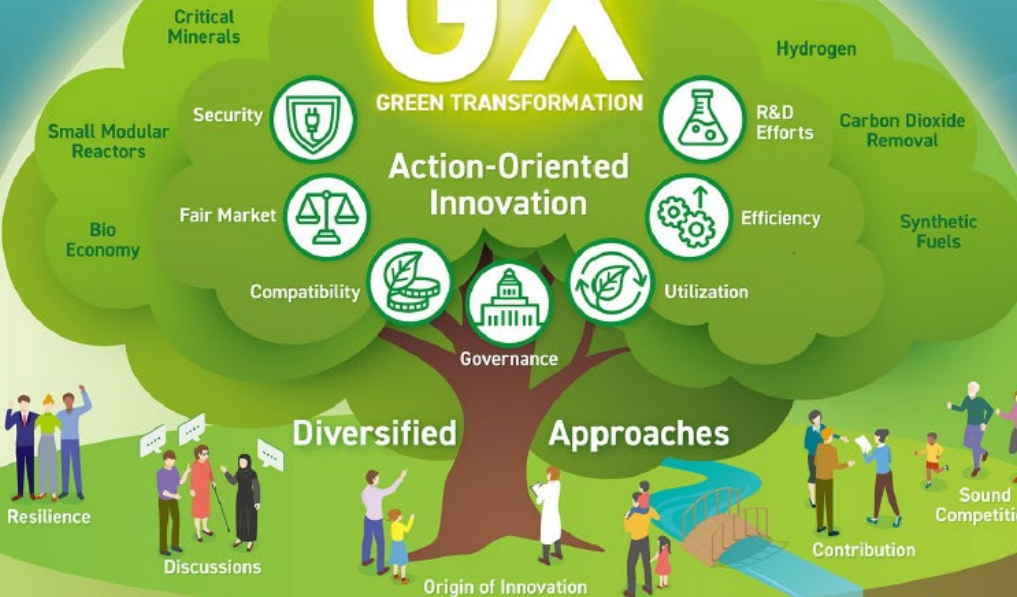 GX
GREEN TRANSFORMATION
Action-Oriented
Innovation
Critical
Minerals
Hydrogen
Security
R&D
Efforts
Small Modular
Reactors
Carbon Dioxide
Removal
Fair Market
Efficiency
Bio
Economy
Synthetic
Fuels
Compatibility
Utilization
Governance
Diversified
Approaches
Resilience
Discussions
Origin of Innovation
Contribution
Sound